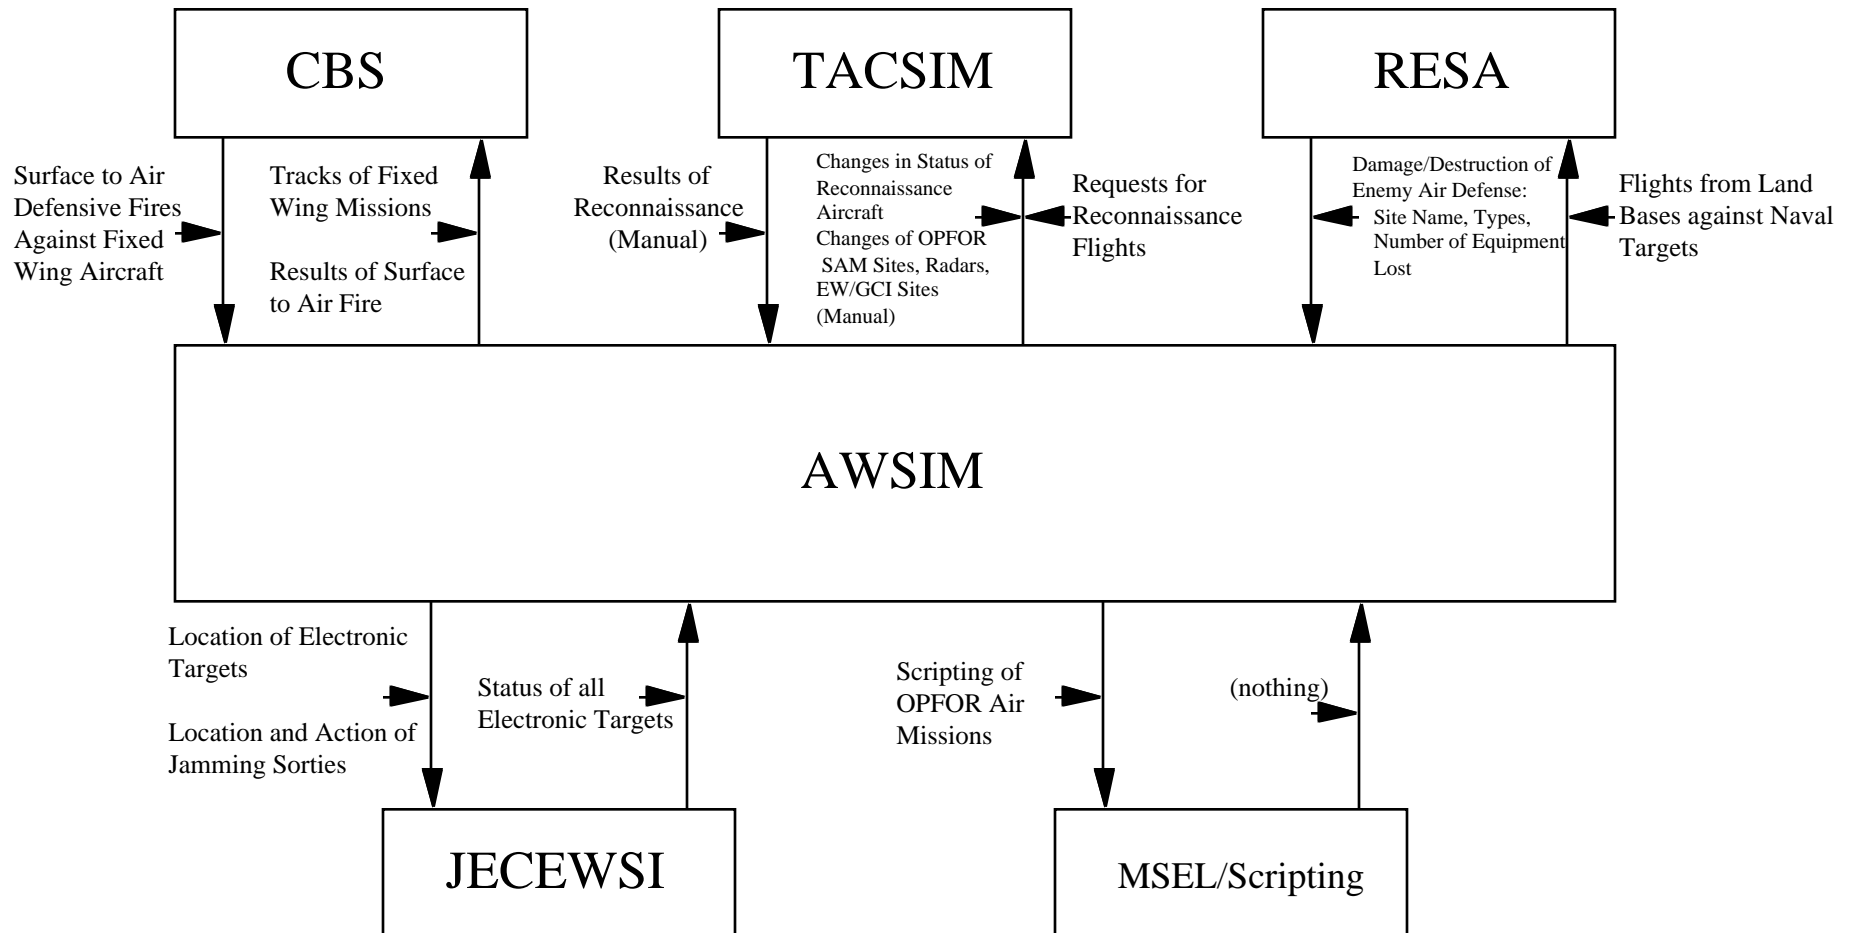 CBS
TACSIM
RESA
Surface to Air
Defensive Fires
Against Fixed
Wing Aircraft
Tracks of Fixed
Wing Missions
Results of Surface
to Air Fire
Results of
Reconnaissance
(Manual)
Changes in Status of
Reconnaissance
Aircraft
Changes of OPFOR
SAM Sites, Radars,
EW/GCI Sites
(Manual)
Requests for
Reconnaissance
Flights
Damage/Destruction of
Enemy Air Defense:
Site Name, Types,
Number of Equipment
Lost
Flights from Land
Bases against Naval
Targets
AWSIM
Location of Electronic
Targets
Location and Action of
Jamming Sorties
Status of all
Electronic Targets
Scripting of
OPFOR Air
Missions
(nothing)
JECEWSI
MSEL/Scripting